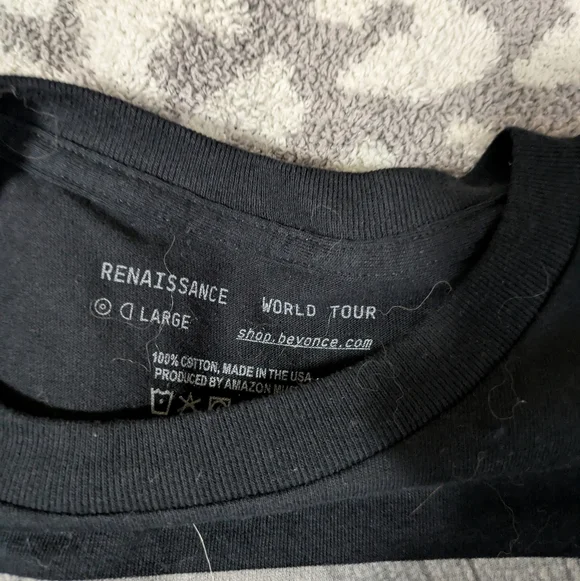 RENAISSANCE WORLD TOUR
LARGE
shop.beyonce.com
100% COTTON, MADE IN THE USA
PRODUCED BY AMAZON